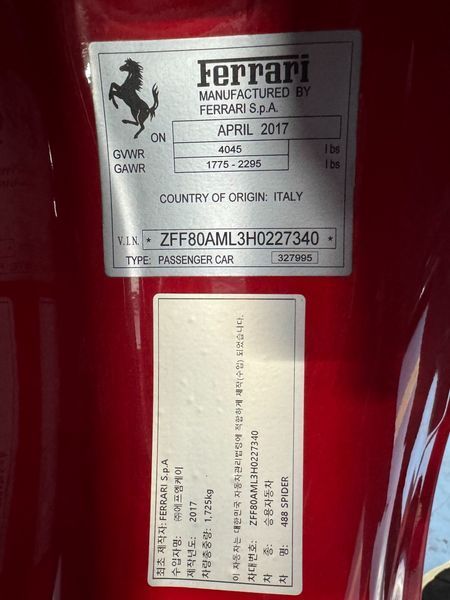 Ferrari
MANUFACTURED BY
FERRARI S.p.A.
ON APRIL 2017
GVWR 4045 lbs
GAWR 1775 - 2295 lbs
COUNTRY OF ORIGIN: ITALY
V.I.N. * ZFF80AML3H0227340 *
TYPE: PASSENGER CAR 327995
최초 제작자: FERRARI S.p.A
수입자명: ㈜에프엠케이
제작년도: 2017
차량총중량: 1,725kg
이 자동차는 대한민국 자동차관리법령에 적합하게 제작(수입) 되었습니다.
차대번호: ZFF80AML3H0227340
차 종: 승용자동차
차 명: 488 SPIDER